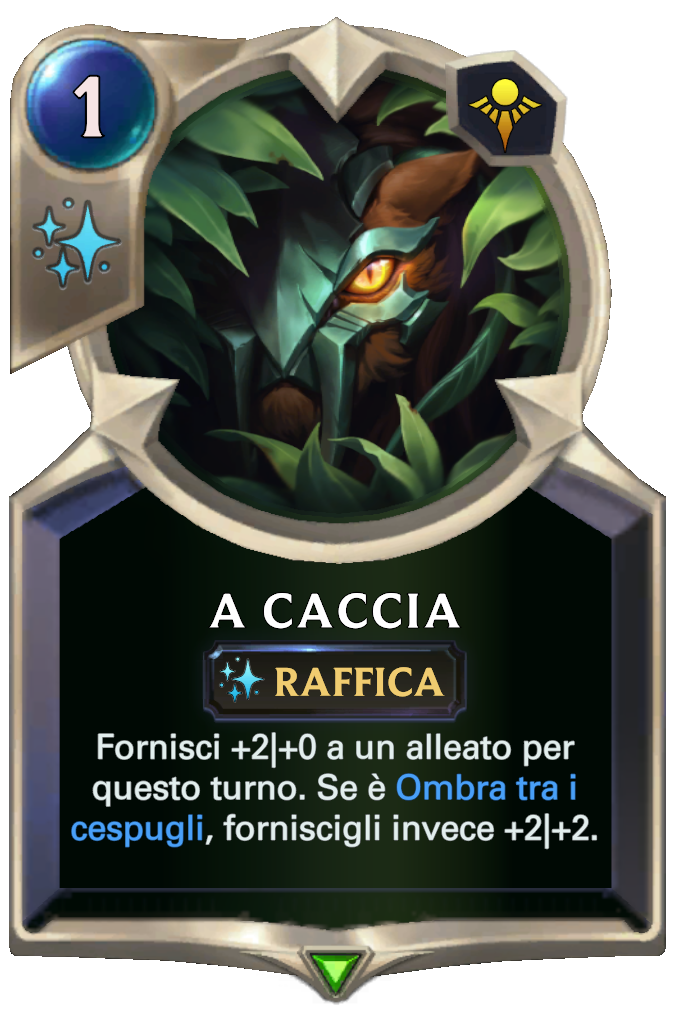 1
A CACCIA
RAFFICA
Fornisci +2|+0 a un alleato per
questo turno. Se è Ombra tra i
cespugli, forniscigli invece +2|+2.